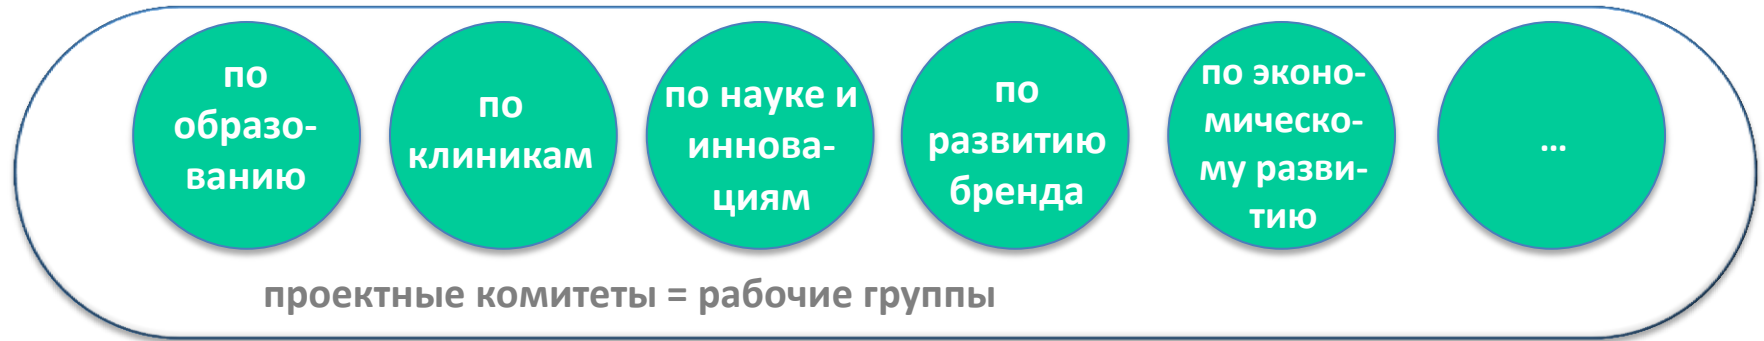 по
образо-
ванию
по
клиникам
по науке и
иннова-
циям
по
развитию
бренда
по эконо-
мическо-
му разви-
тию
...
проектные комитеты = рабочие группы